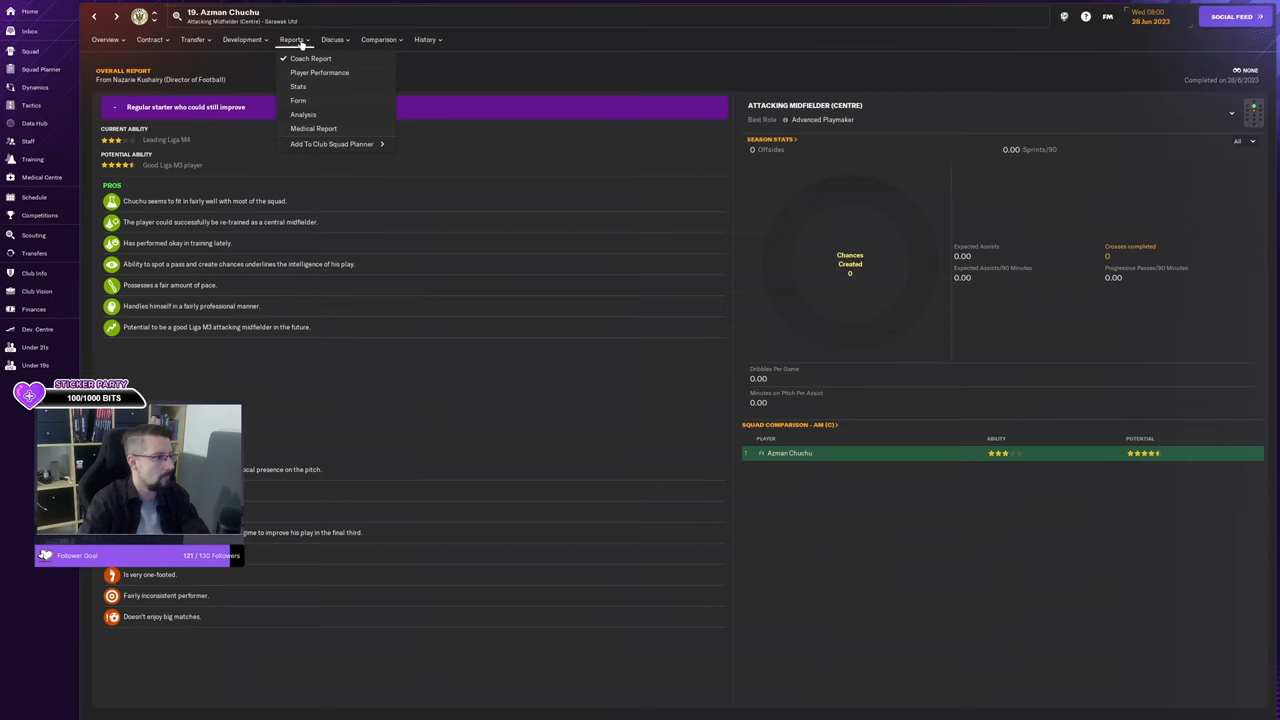 Home
Inbox
Squad
Squad Planner
Dynamics
Tactics
Data Hub
Staff
Training
Medical Centre
Schedule
Competitions
Scouting
Transfers
Club Info
Club Vision
Finances
Dev. Centre
Under 21s
Under 19s
19. Azman Chuchu
Attacking Midfielder (Centre) - Sarawak Utd
FM
Wed 08:00
28 Jun 2023
SOCIAL FEED
Overview
Contract
Transfer
Development
Reports
Discuss
Comparison
History
Coach Report
Player Performance
Stats
Form
Analysis
Medical Report
Add To Club Squad Planner
OVERALL REPORT
From Nazarie Kushairy (Director of Football)
NONE
Completed on 28/6/2023
- Regular starter who could still improve
CURRENT ABILITY
Leading Liga M4
POTENTIAL ABILITY
Good Liga M3 player
PROS
Chuchu seems to fit in fairly well with most of the squad.
The player could successfully be re-trained as a central midfielder.
Has performed okay in training lately.
Ability to spot a pass and create chances underlines the intelligence of his play.
Possesses a fair amount of pace.
Handles himself in a fairly professional manner.
Potential to be a good Liga M3 attacking midfielder in the future.
sical presence on the pitch.
gime to improve his play in the final third.
Is very one-footed.
Fairly inconsistent performer.
Doesn't enjoy big matches.
STICKER PARTY
100/1000 BITS
Follower Goal
121 / 130 Followers
ATTACKING MIDFIELDER (CENTRE)
Best Role
Advanced Playmaker
SEASON STATS
All
0 Offsides
0.00 Sprints/90
Chances
Created
0
Expected Assists
0.00
Expected Assists/90 Minutes
0.00
Crosses completed
0
Progressive Passes/90 Minutes
0.00
Dribbles Per Game
0.00
Minutes on Pitch Per Assist
0.00
SQUAD COMPARISON - AM (C)
PLAYER
ABILITY
POTENTIAL
1 Azman Chuchu